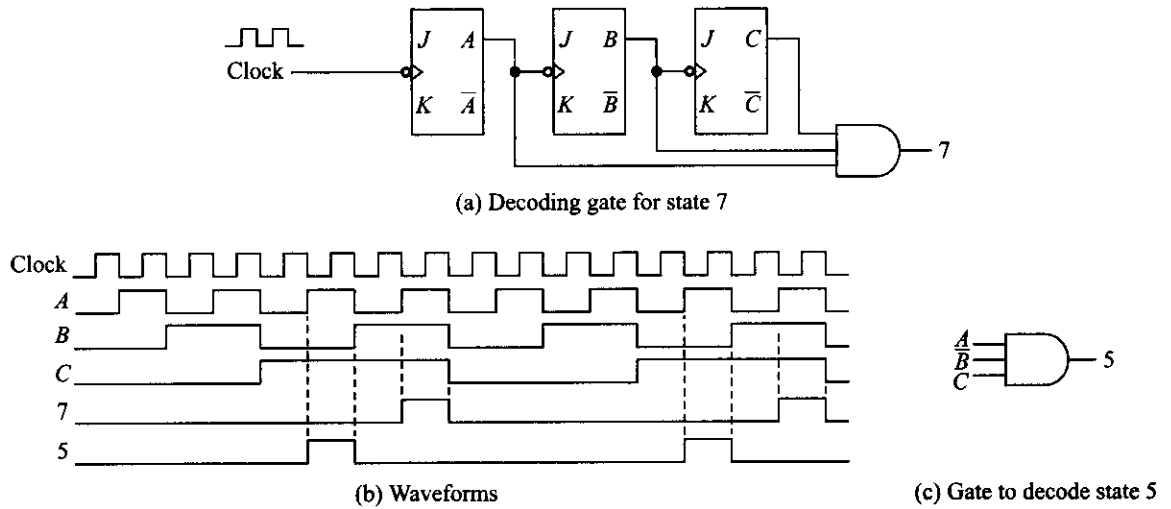 J A J B J C
Clock
K A̅ K B̅ K C̅
7
(a) Decoding gate for state 7
Clock
A
B
C
7
5
(b) Waveforms
A
B̅
C
5
(c) Gate to decode state 5